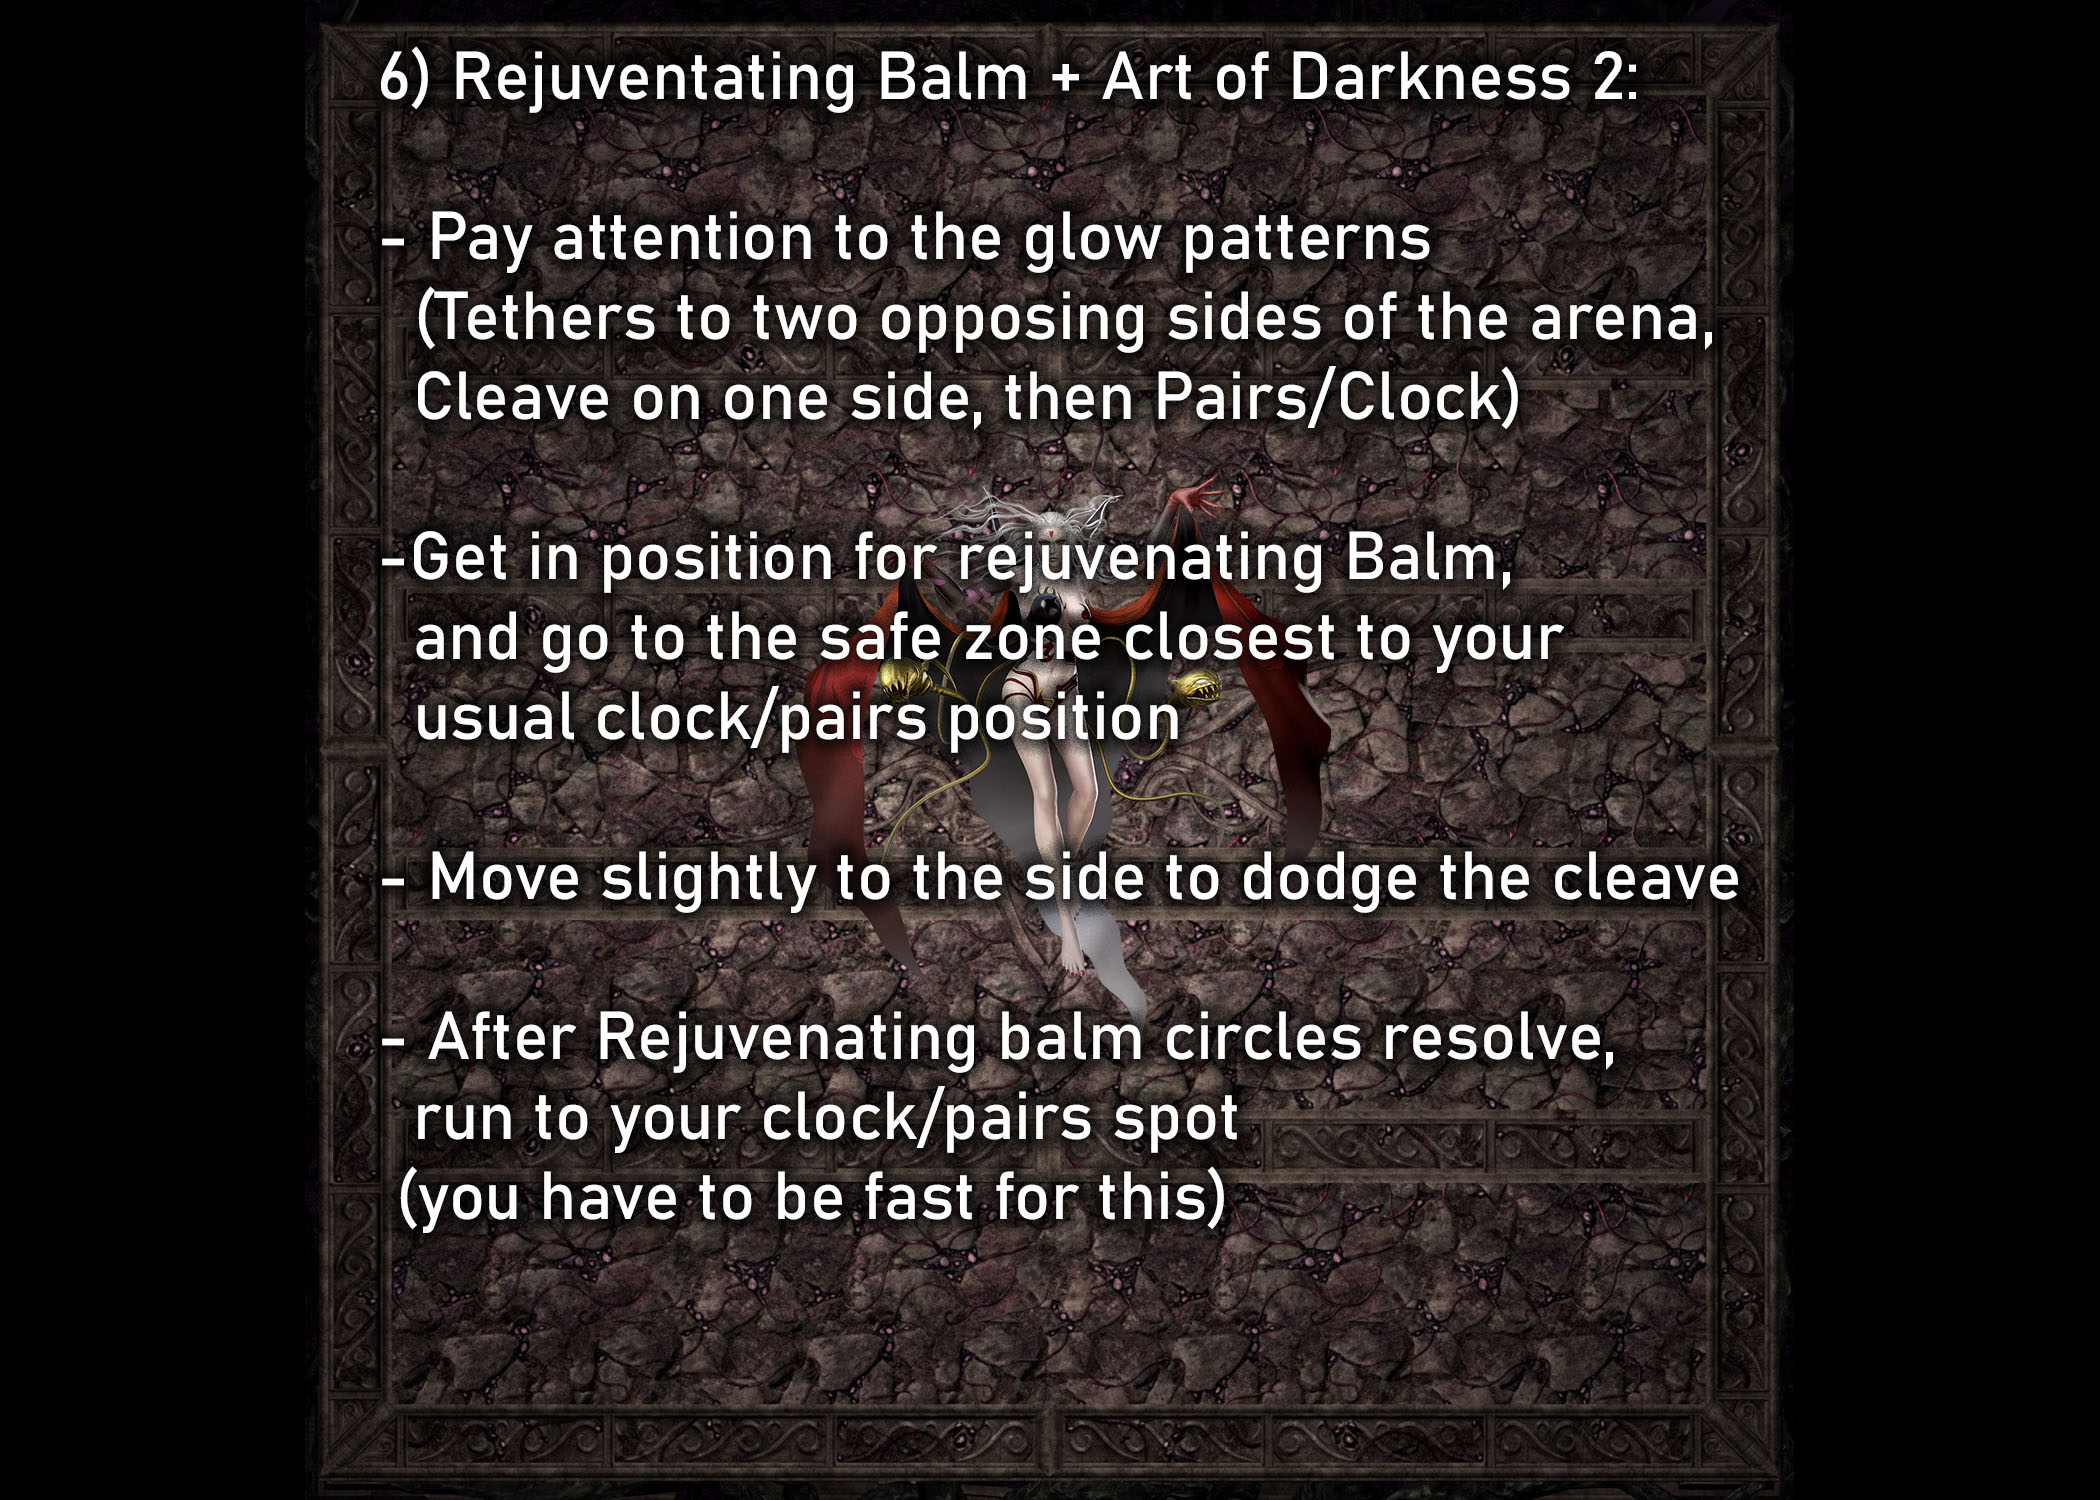 6) Rejuventating Balm + Art of Darkness 2:
- Pay attention to the glow patterns
(Tethers to two opposing sides of the arena,
Cleave on one side, then Pairs/Clock)
-Get in position for rejuvenating Balm,
and go to the safe zone closest to your
usual clock/pairs position
- Move slightly to the side to dodge the cleave
- After Rejuvenating balm circles resolve,
run to your clock/pairs spot
(you have to be fast for this)